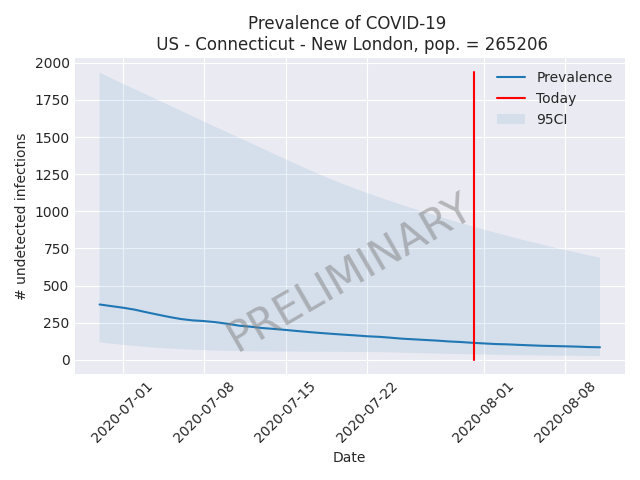 Prevalence of COVID-19
US - Connecticut - New London, pop. = 265206
# undetected infections
2000
1750
1500
1250
1000
750
500
250
0
Prevalence
Today
95CI
PRELIMINARY
2020-07-01
2020-07-08
2020-07-15
2020-07-22
2020-08-01
2020-08-08
Date